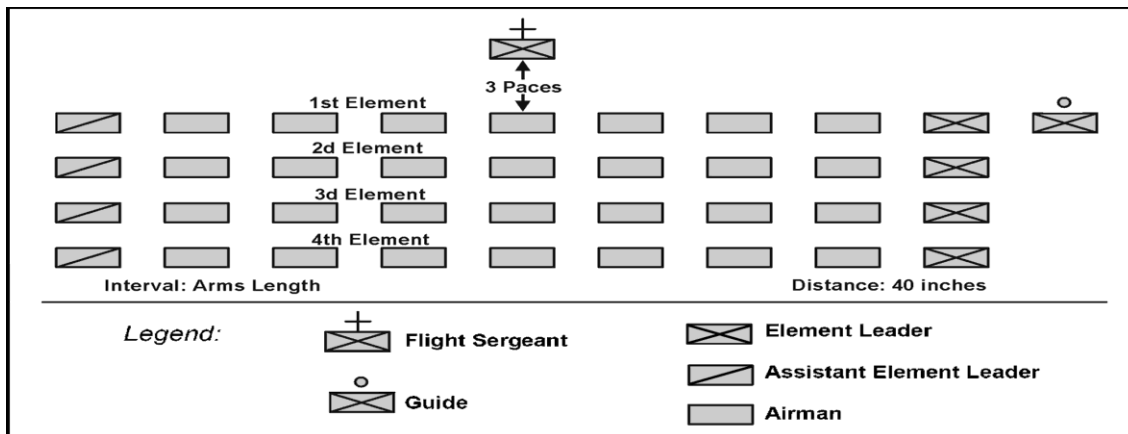 3 Paces
1st Element
2d Element
3d Element
4th Element
Interval: Arms Length
Distance: 40 inches
Legend:
Flight Sergeant
Element Leader
Assistant Element Leader
Guide
Airman